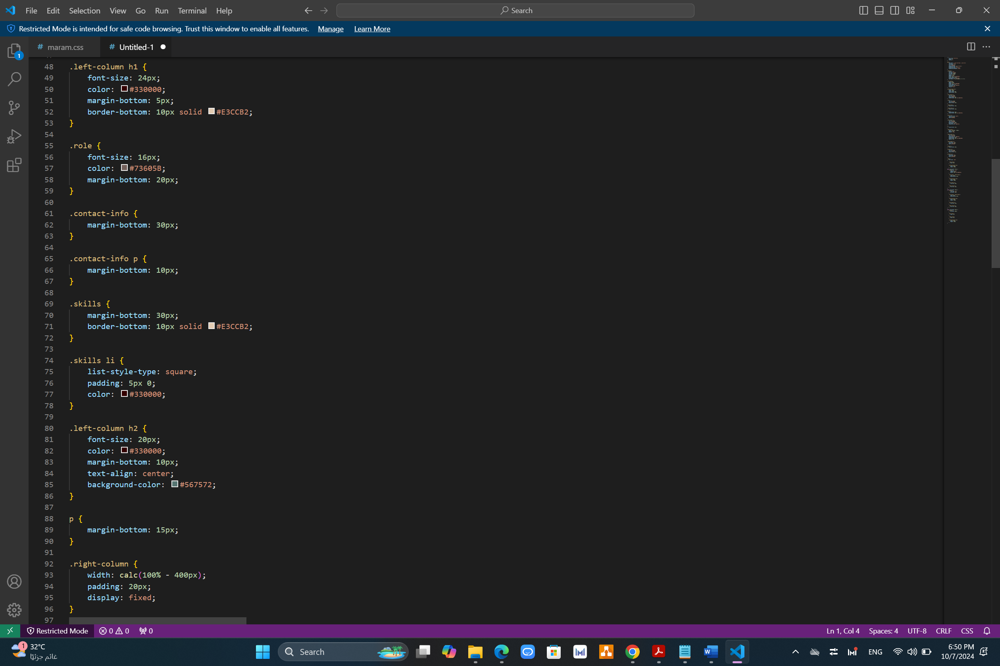 File Edit Selection View Go Run Terminal Help Search
Restricted Mode is intended for safe code browsing. Trust this window to enable all features. Manage Learn More
1
# maram.css # Untitled-1
48 .left-column h1 {
49 font-size: 24px;
50 color: #330000;
51 margin-bottom: 5px;
52 border-bottom: 10px solid #E3CCB2;
53 }
54
55 .role {
56 font-size: 16px;
57 color: #73605B;
58 margin-bottom: 20px;
59 }
60
61 .contact-info {
62 margin-bottom: 30px;
63 }
64
65 .contact-info p {
66 margin-bottom: 10px;
67 }
68
69 .skills {
70 margin-bottom: 30px;
71 border-bottom: 10px solid #E3CCB2;
72 }
73
74 .skills li {
75 list-style-type: square;
76 padding: 5px 0;
77 color: #330000;
78 }
79
80 .left-column h2 {
81 font-size: 20px;
82 color: #330000;
83 margin-bottom: 10px;
84 text-align: center;
85 background-color: #567572;
86 }
87
88 p {
89 margin-bottom: 15px;
90 }
91
92 .right-column {
93 width: calc(100% - 400px);
94 padding: 20px;
95 display: fixed;
96 }
97
Restricted Mode 0 0 0 Ln 1, Col 4 Spaces: 4 UTF-8 CRLF CSS
1 32°C
غائم جزئيًا
Search
ENG
6:50 PM
10/7/2024